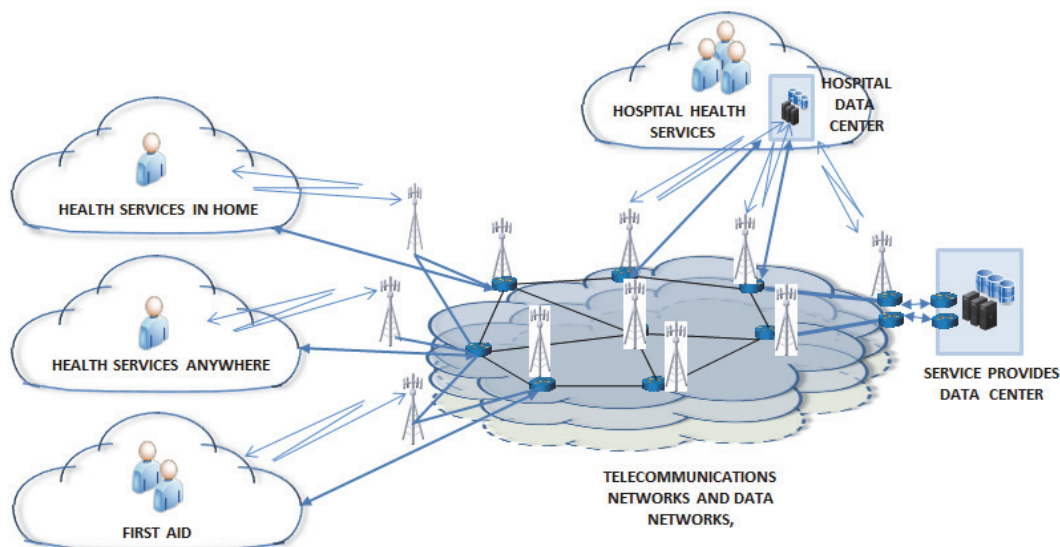 HOSPITAL HEALTH
SERVICES
HOSPITAL
DATA
CENTER
HEALTH SERVICES IN HOME
HEALTH SERVICES ANYWHERE
FIRST AID
SERVICE PROVIDES
DATA CENTER
TELECOMMUNICATIONS
NETWORKS AND DATA
NETWORKS,